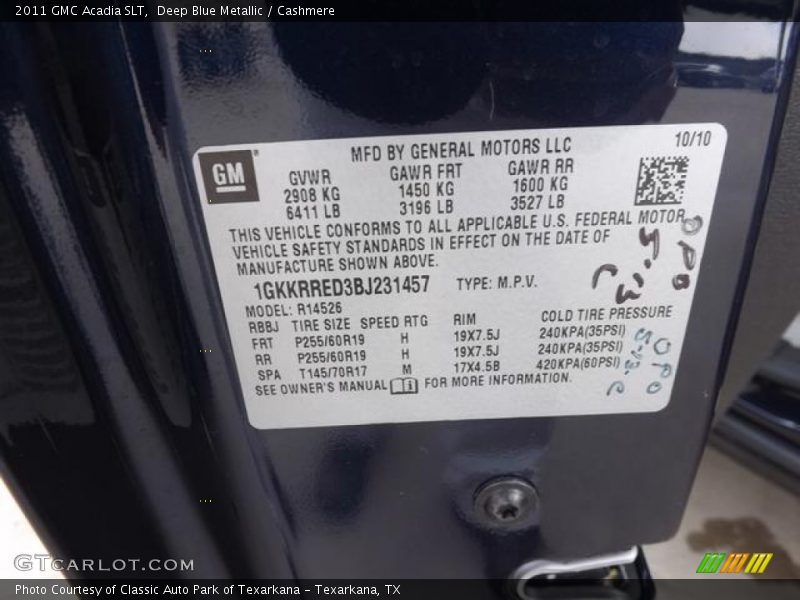 2011 GMC Acadia SLT, Deep Blue Metallic / Cashmere
GM
MFD BY GENERAL MOTORS LLC
10/10
GVWR GAWR FRT GAWR RR
2908 KG 1450 KG 1600 KG
6411 LB 3196 LB 3527 LB
THIS VEHICLE CONFORMS TO ALL APPLICABLE U.S. FEDERAL MOTOR
VEHICLE SAFETY STANDARDS IN EFFECT ON THE DATE OF
MANUFACTURE SHOWN ABOVE.
1GKKRRED3BJ231457 TYPE: M.P.V.
MODEL: R14526
RBBJ TIRE SIZE SPEED RTG RIM COLD TIRE PRESSURE
FRT P255/60R19 H 19X7.5J 240KPA(35PSI)
RR P255/60R19 H 19X7.5J 240KPA(35PSI)
SPA T145/70R17 M 17X4.5B 420KPA(60PSI)
SEE OWNER'S MANUAL FOR MORE INFORMATION.
GTCARLOT.COM
Photo Courtesy of Classic Auto Park of Texarkana – Texarkana, TX